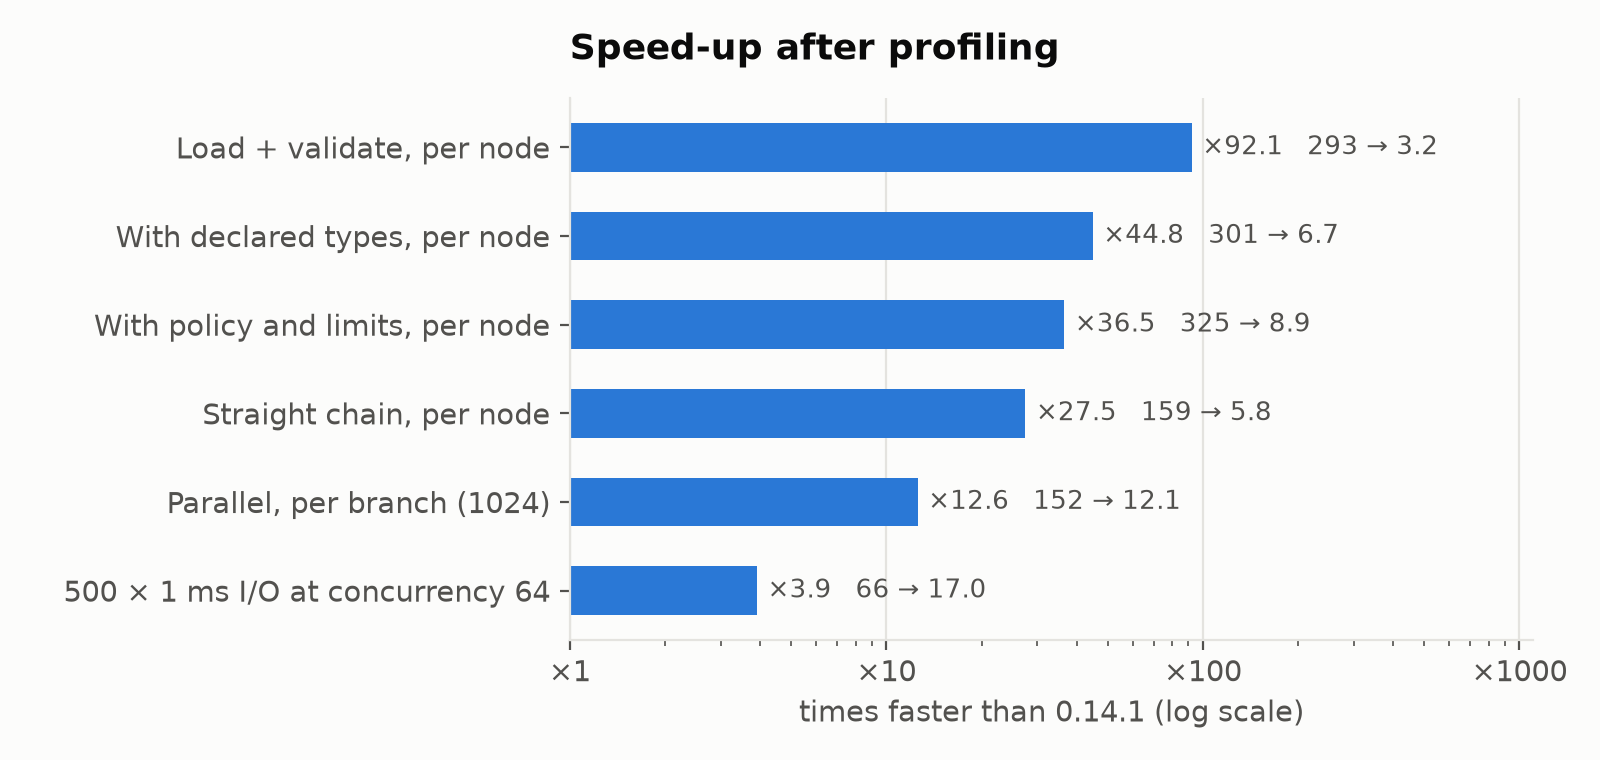 Speed-up after profiling
Load + validate, per node ×92.1 293 → 3.2
With declared types, per node ×44.8 301 → 6.7
With policy and limits, per node ×36.5 325 → 8.9
Straight chain, per node ×27.5 159 → 5.8
Parallel, per branch (1024) ×12.6 152 → 12.1
500 × 1 ms I/O at concurrency 64 ×3.9 66 → 17.0
×1 ×10 ×100 ×1000
times faster than 0.14.1 (log scale)